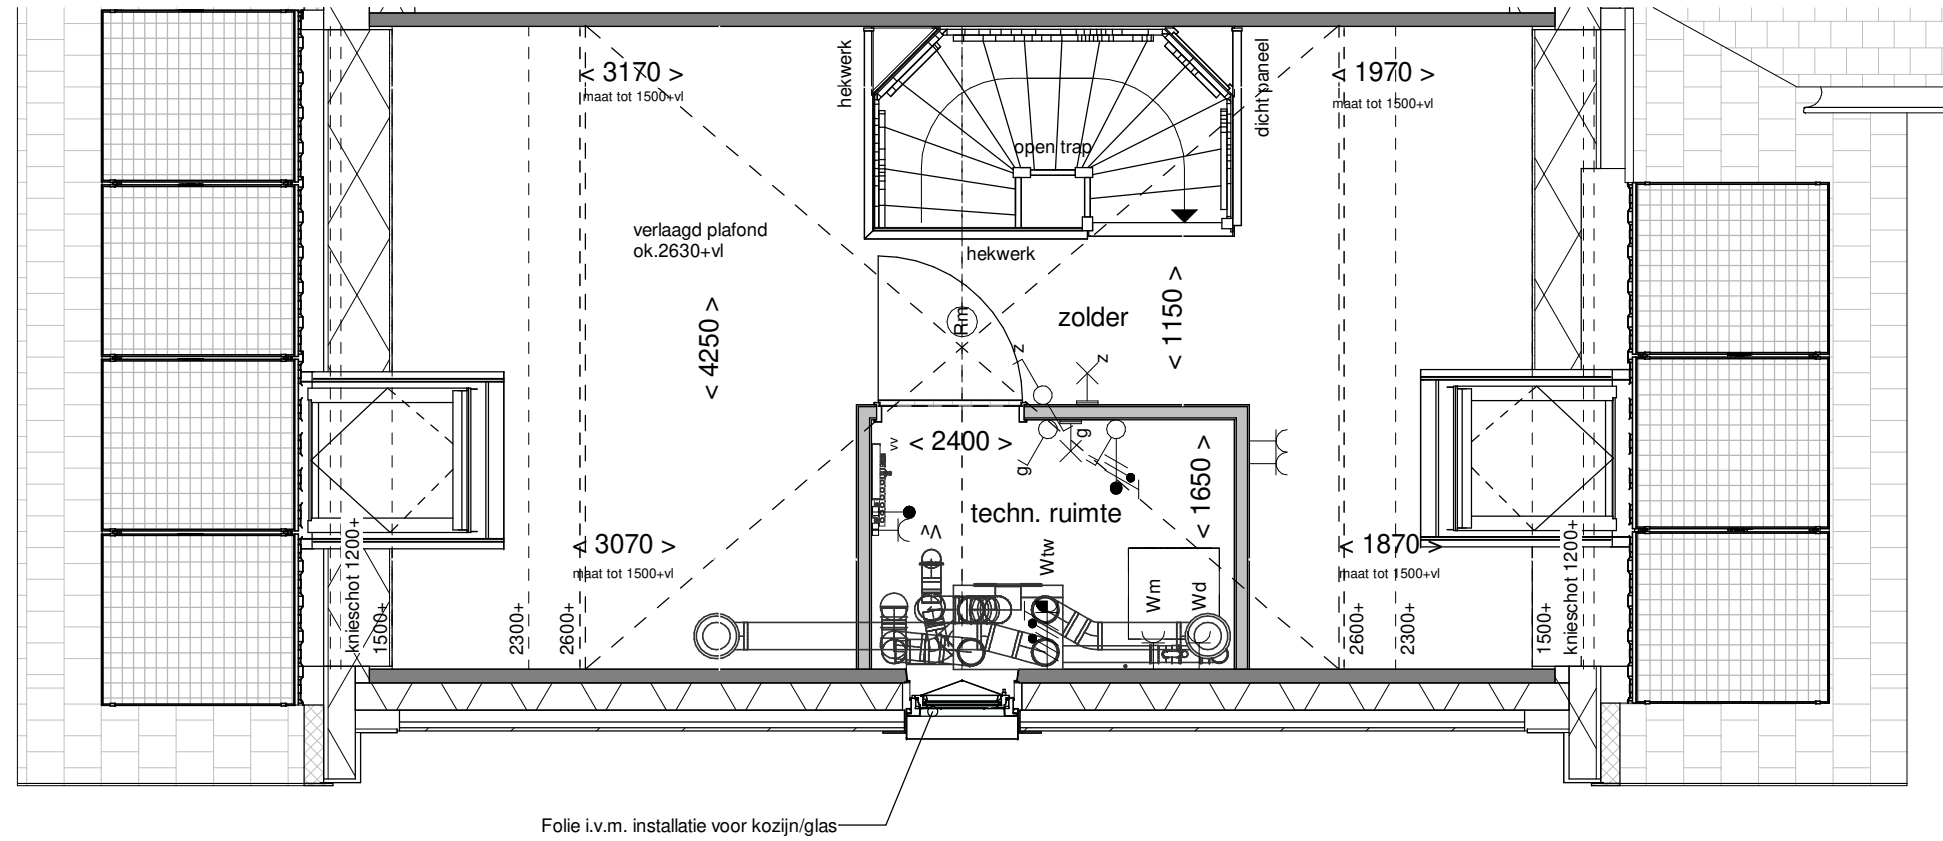 < 3170 >
maat tot 1500+vl
hekwerk
dicht paneel
< 1970 >
maat tot 1500+vl
open trap
verlaagd plafond
ok.2630+vl
hekwerk
< 4250 >
Rm
zolder
< 1150 >
z
z
vv
< 2400 >
g
g
< 1650 >
techn. ruimte
< 3070 >
maat tot 1500+vl
< 1870 >
maat tot 1500+vl
knieschot 1200+
1500+
2300+
2600+
Wtw
Wm
Wd
2600+
2300+
1500+
knieschot 1200+
Folie i.v.m. installatie voor kozijn/glas